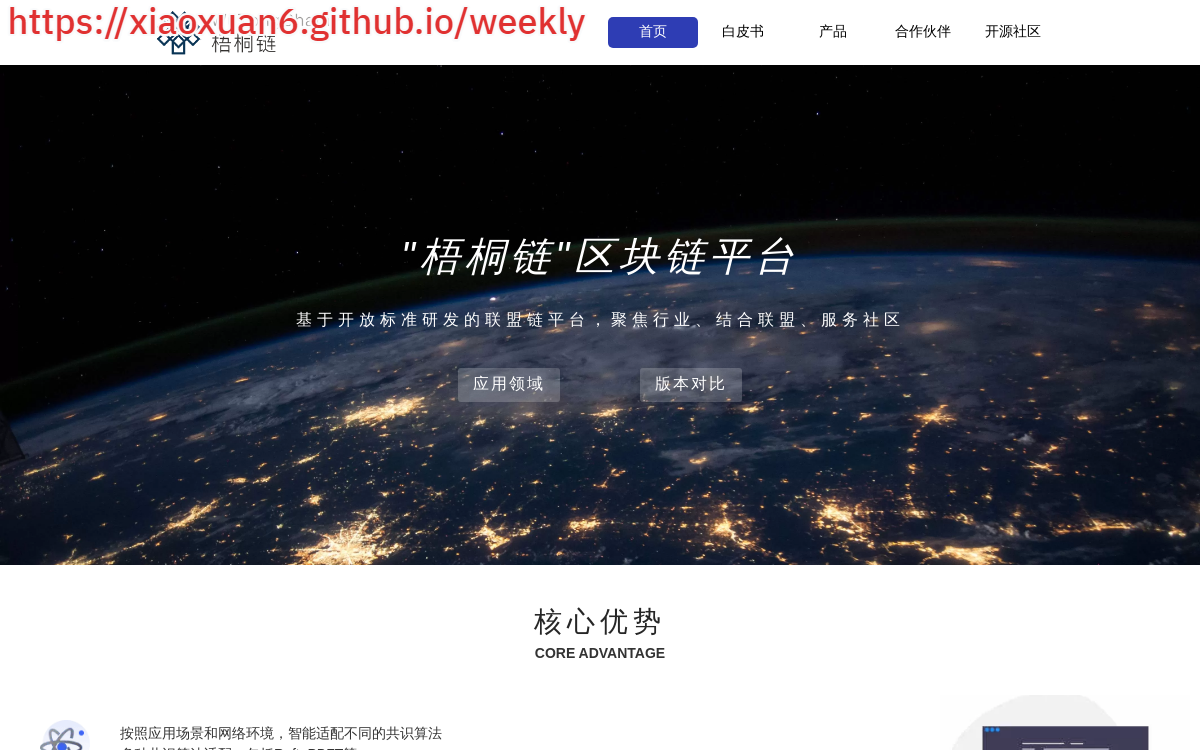 https://xiaoxuan6.github.io/weekly
梧桐链
首页
白皮书
产品
合作伙伴
开源社区
"梧桐链"区块链平台
基于开放标准研发的联盟链平台，聚焦行业、结合联盟、服务社区
应用领域
版本对比
核心优势
CORE ADVANTAGE
按照应用场景和网络环境，智能适配不同的共识算法